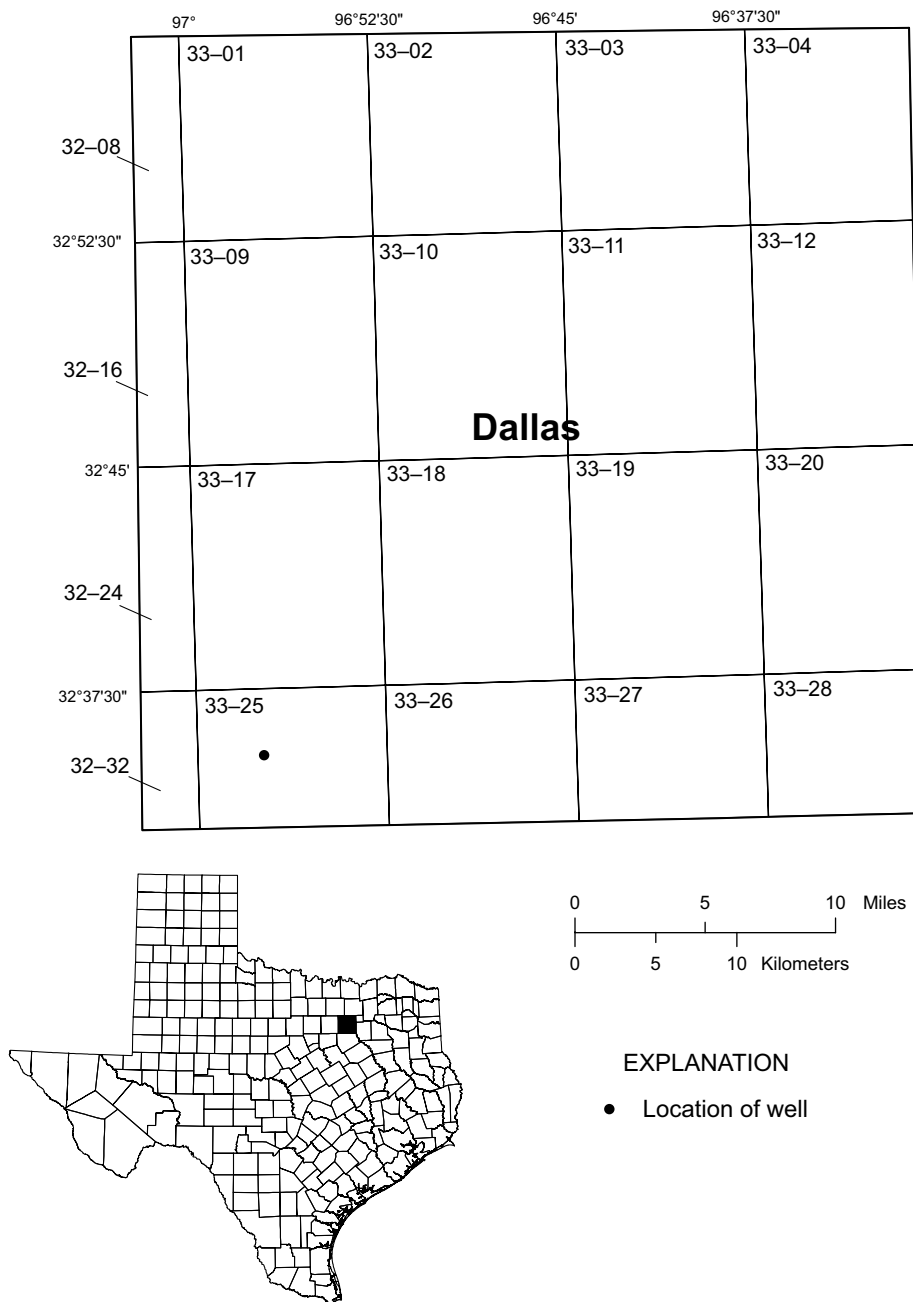 97° 96°52'30" 96°45' 96°37'30"
33–01 33–02 33–03 33–04
32–08
32°52'30"
33–09 33–10 33–11 33–12
32–16
Dallas
32°45'
33–17 33–18 33–19 33–20
32–24
32°37'30"
33–25 33–26 33–27 33–28
32–32
0 5 10 Miles
0 5 10 Kilometers
EXPLANATION
Location of well